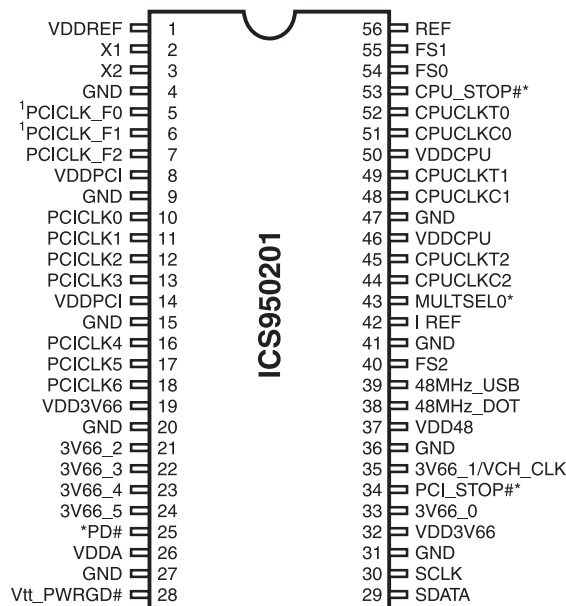 VDDREF 1 56 REF
X1 2 55 FS1
X2 3 54 FS0
GND 4 53 CPU_STOP#*
¹PCICLK_F0 5 52 CPUCLKT0
¹PCICLK_F1 6 51 CPUCLKC0
PCICLK_F2 7 50 VDDCPU
VDDPCI 8 49 CPUCLKT1
GND 9 48 CPUCLKC1
PCICLK0 10 47 GND
PCICLK1 11 46 VDDCPU
PCICLK2 12 45 CPUCLKT2
PCICLK3 13 44 CPUCLKC2
VDDPCI 14 43 MULTSEL0*
GND 15 42 I REF
PCICLK4 16 41 GND
PCICLK5 17 40 FS2
PCICLK6 18 39 48MHz_USB
VDD3V66 19 38 48MHz_DOT
GND 20 37 VDD48
3V66_2 21 36 GND
3V66_3 22 35 3V66_1/VCH_CLK
3V66_4 23 34 PCI_STOP#*
3V66_5 24 33 3V66_0
*PD# 25 32 VDD3V66
VDDA 26 31 GND
GND 27 30 SCLK
Vtt_PWRGD# 28 29 SDATA
ICS950201